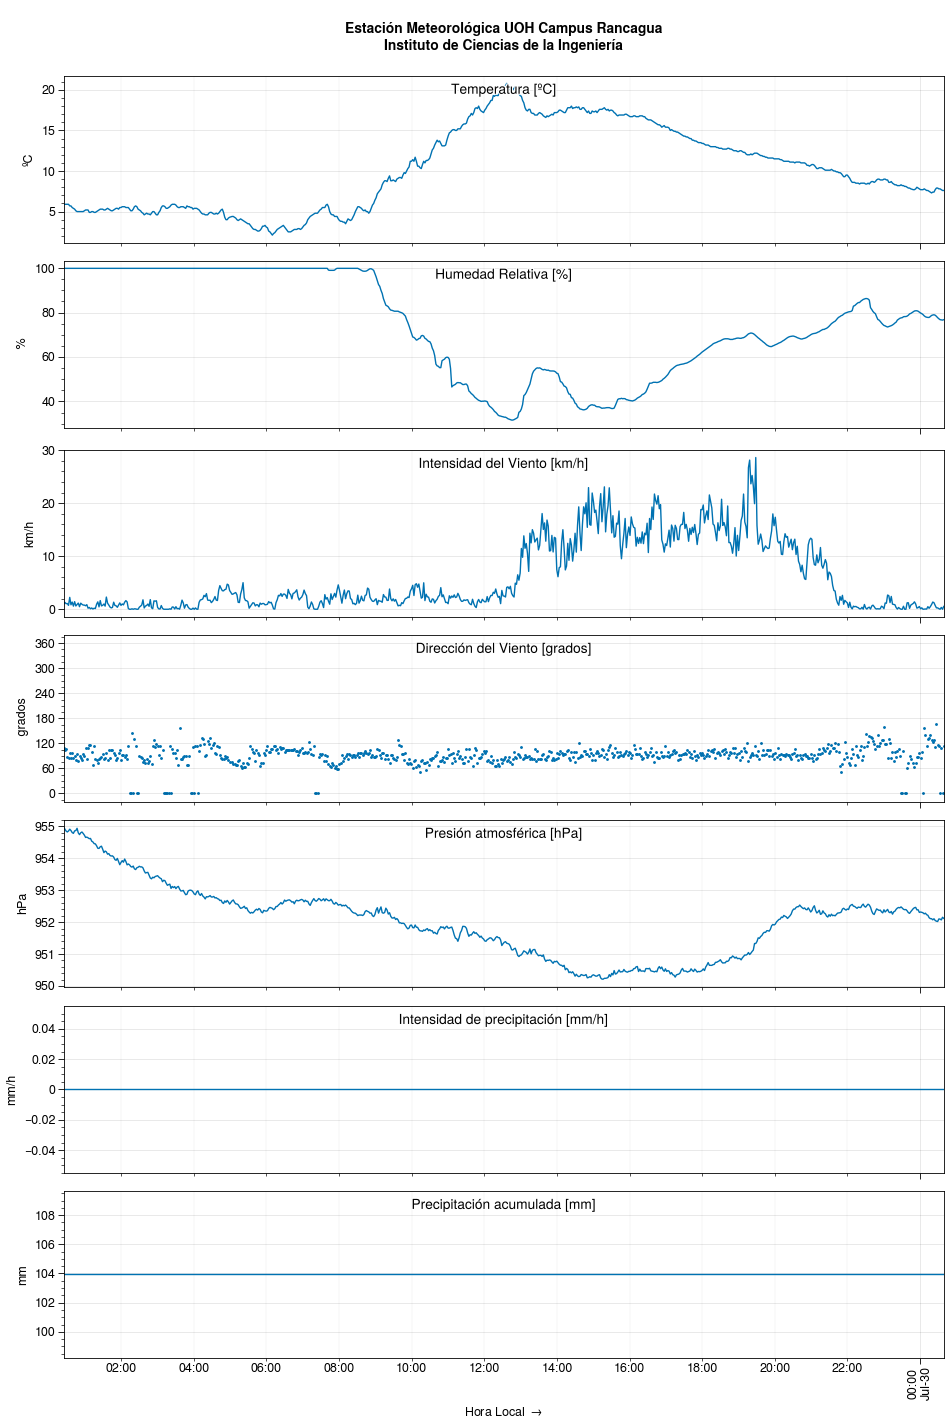 Estación Meteorológica UOH Campus Rancagua
Instituto de Ciencias de la Ingeniería
Temperatura [ºC]
ºC
20
15
10
5
Humedad Relativa [%]
%
100
80
60
40
Intensidad del Viento [km/h]
km/h
30
20
10
0
Dirección del Viento [grados]
grados
360
300
240
180
120
60
0
Presión atmosférica [hPa]
hPa
955
954
953
952
951
950
Intensidad de precipitación [mm/h]
mm/h
0.04
0.02
0
−0.02
−0.04
Precipitación acumulada [mm]
mm
108
106
104
102
100
02:00 04:00 06:00 08:00 10:00 12:00 14:00 16:00 18:00 20:00 22:00 00:00
Jul-30
Hora Local →